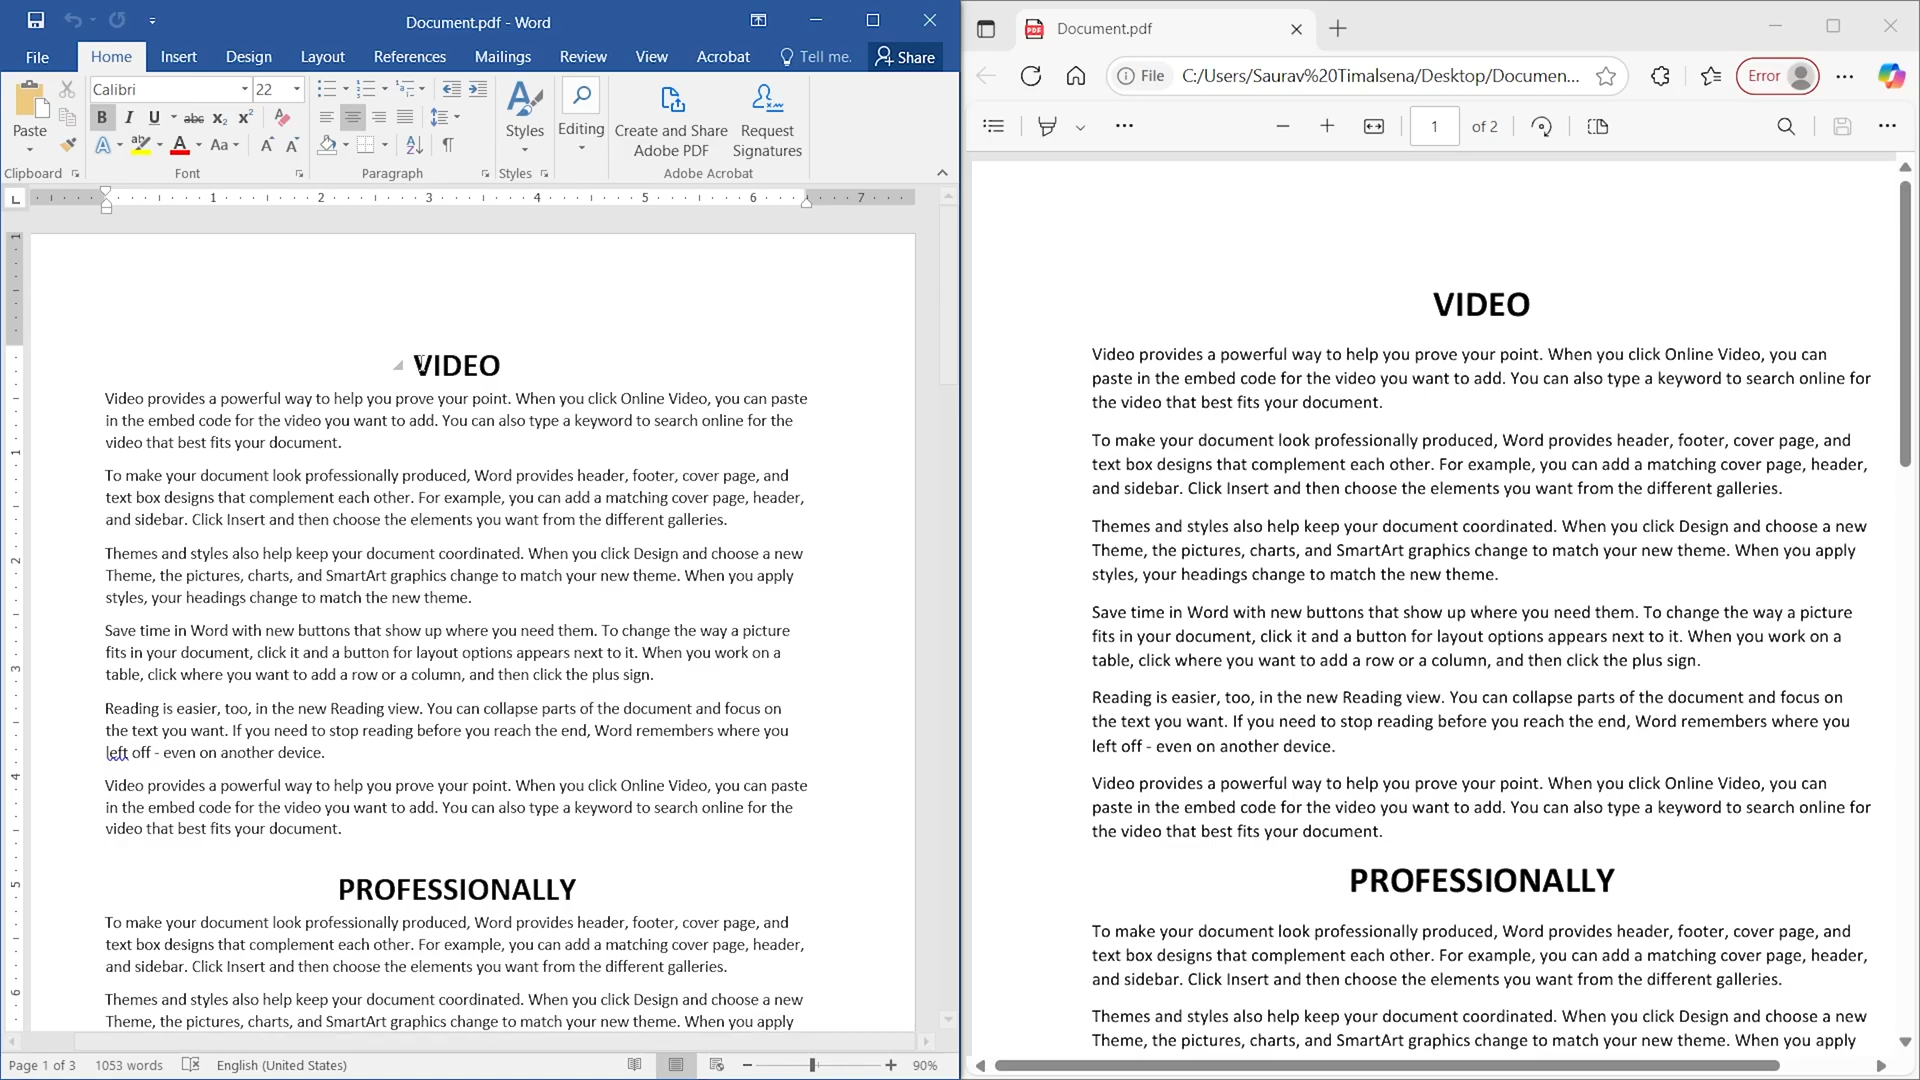 Document.pdf - Word
File Home Insert Design Layout References Mailings Review View Acrobat Tell me. Share
Calibri 22
Paste
B I U abc x₂ x²
A A Aa A A
Styles
Editing
Create and Share
Adobe PDF
Request
Signatures
Clipboard Font Paragraph Styles Adobe Acrobat
L 1 2 3 4 5 6 7
VIDEO
Video provides a powerful way to help you prove your point. When you click Online Video, you can paste
in the embed code for the video you want to add. You can also type a keyword to search online for the
video that best fits your document.
To make your document look professionally produced, Word provides header, footer, cover page, and
text box designs that complement each other. For example, you can add a matching cover page, header,
and sidebar. Click Insert and then choose the elements you want from the different galleries.
Themes and styles also help keep your document coordinated. When you click Design and choose a new
Theme, the pictures, charts, and SmartArt graphics change to match your new theme. When you apply
styles, your headings change to match the new theme.
Save time in Word with new buttons that show up where you need them. To change the way a picture
fits in your document, click it and a button for layout options appears next to it. When you work on a
table, click where you want to add a row or a column, and then click the plus sign.
Reading is easier, too, in the new Reading view. You can collapse parts of the document and focus on
the text you want. If you need to stop reading before you reach the end, Word remembers where you
left off - even on another device.
Video provides a powerful way to help you prove your point. When you click Online Video, you can paste
in the embed code for the video you want to add. You can also type a keyword to search online for the
video that best fits your document.
PROFESSIONALLY
To make your document look professionally produced, Word provides header, footer, cover page, and
text box designs that complement each other. For example, you can add a matching cover page, header,
and sidebar. Click Insert and then choose the elements you want from the different galleries.
Themes and styles also help keep your document coordinated. When you click Design and choose a new
Theme, the pictures, charts, and SmartArt graphics change to match your new theme. When you apply
1
1
2
3
4
5
6
Page 1 of 3 1053 words English (United States) 90%
PDF Document.pdf
File C:/Users/Saurav%20Timalsena/Desktop/Documen... Error
1 of 2
VIDEO
Video provides a powerful way to help you prove your point. When you click Online Video, you can
paste in the embed code for the video you want to add. You can also type a keyword to search online for
the video that best fits your document.
To make your document look professionally produced, Word provides header, footer, cover page, and
text box designs that complement each other. For example, you can add a matching cover page, header,
and sidebar. Click Insert and then choose the elements you want from the different galleries.
Themes and styles also help keep your document coordinated. When you click Design and choose a new
Theme, the pictures, charts, and SmartArt graphics change to match your new theme. When you apply
styles, your headings change to match the new theme.
Save time in Word with new buttons that show up where you need them. To change the way a picture
fits in your document, click it and a button for layout options appears next to it. When you work on a
table, click where you want to add a row or a column, and then click the plus sign.
Reading is easier, too, in the new Reading view. You can collapse parts of the document and focus on
the text you want. If you need to stop reading before you reach the end, Word remembers where you
left off - even on another device.
Video provides a powerful way to help you prove your point. When you click Online Video, you can
paste in the embed code for the video you want to add. You can also type a keyword to search online for
the video that best fits your document.
PROFESSIONALLY
To make your document look professionally produced, Word provides header, footer, cover page, and
text box designs that complement each other. For example, you can add a matching cover page, header,
and sidebar. Click Insert and then choose the elements you want from the different galleries.
Themes and styles also help keep your document coordinated. When you click Design and choose a new
Theme, the pictures, charts, and SmartArt graphics change to match your new theme. When you apply